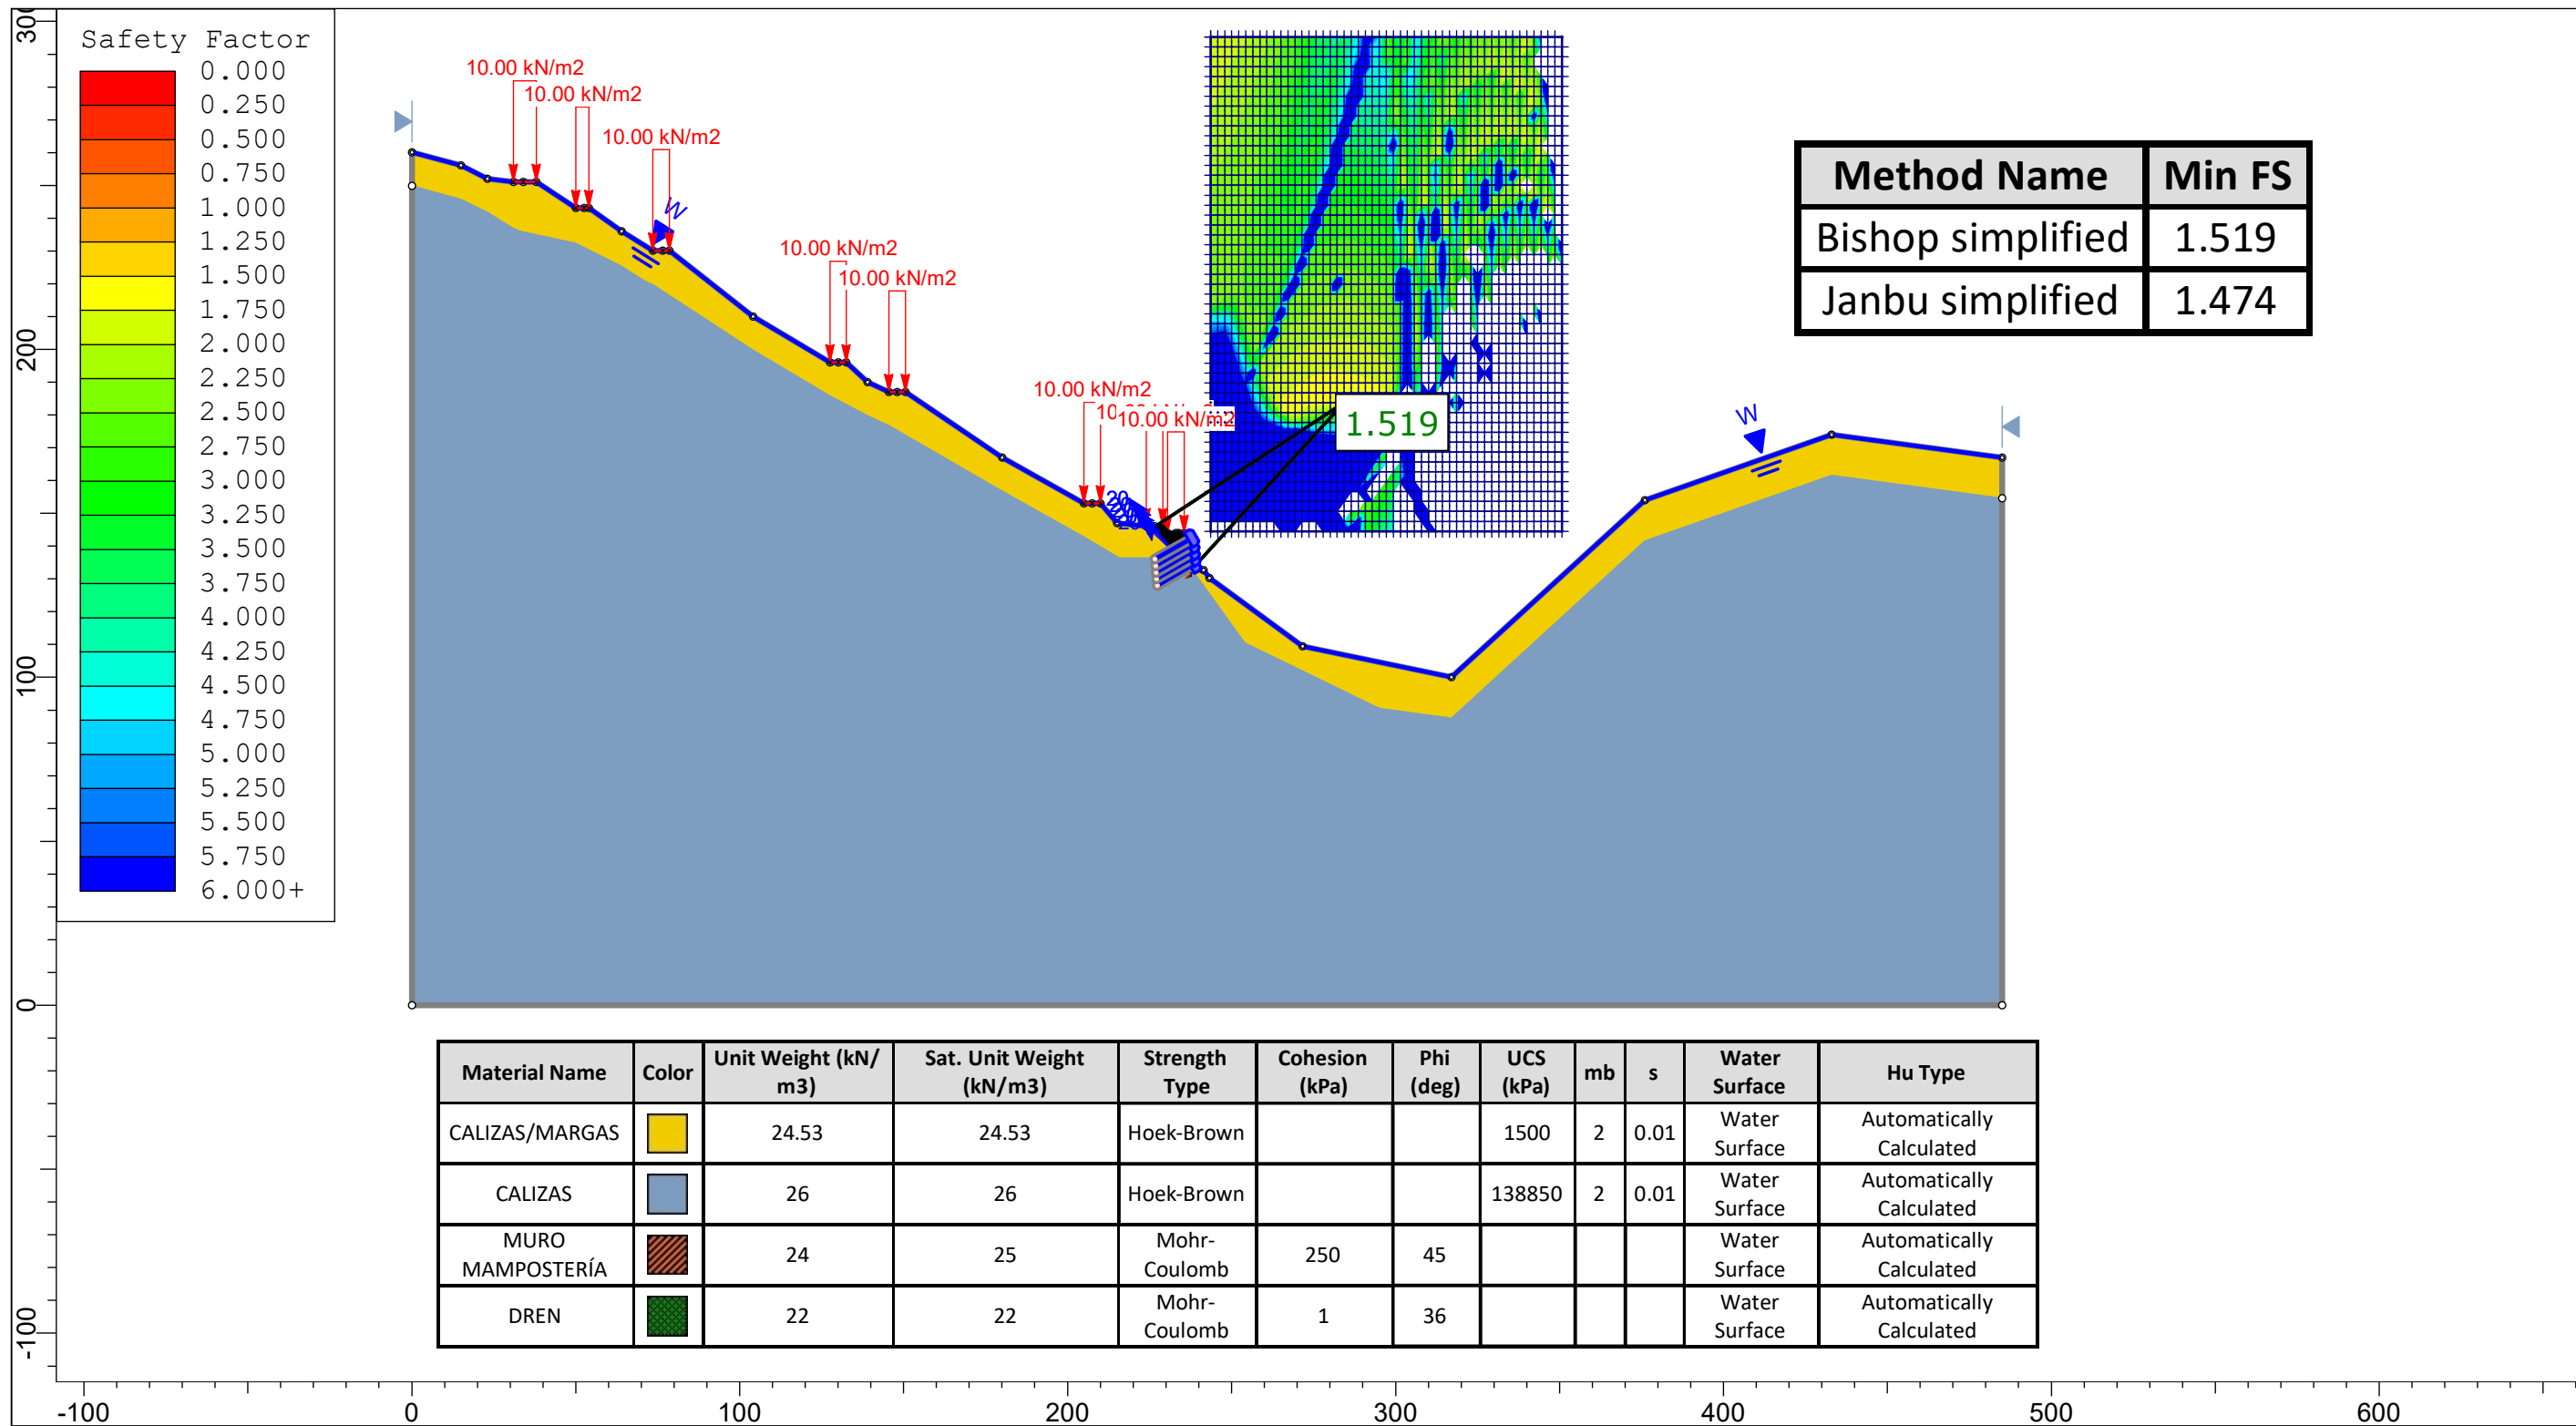 Safety Factor
0.000
0.250
0.500
0.750
1.000
1.250
1.500
1.750
2.000
2.250
2.500
2.750
3.000
3.250
3.500
3.750
4.000
4.250
4.500
4.750
5.000
5.250
5.500
5.750
6.000+
300
200
100
0
-100
-100
0
100
200
300
400
500
600
10.00 kN/m2
10.00 kN/m2
10.00 kN/m2
W
10.00 kN/m2
10.00 kN/m2
10.00 kN/m2
10.00 kN/m2
20
1.519
W
Method Name Min FS
Bishop simplified 1.519
Janbu simplified 1.474
Material Name Color Unit Weight (kN/ m3) Sat. Unit Weight (kN/m3) Strength Type Cohesion (kPa) Phi (deg) UCS (kPa) mb s Water Surface Hu Type
CALIZAS/MARGAS 24.53 24.53 Hoek-Brown 1500 2 0.01 Water Surface Automatically Calculated
CALIZAS 26 26 Hoek-Brown 138850 2 0.01 Water Surface Automatically Calculated
MURO MAMPOSTERÍA 24 25 Mohr-Coulomb 250 45 Water Surface Automatically Calculated
DREN 22 22 Mohr-Coulomb 1 36 Water Surface Automatically Calculated